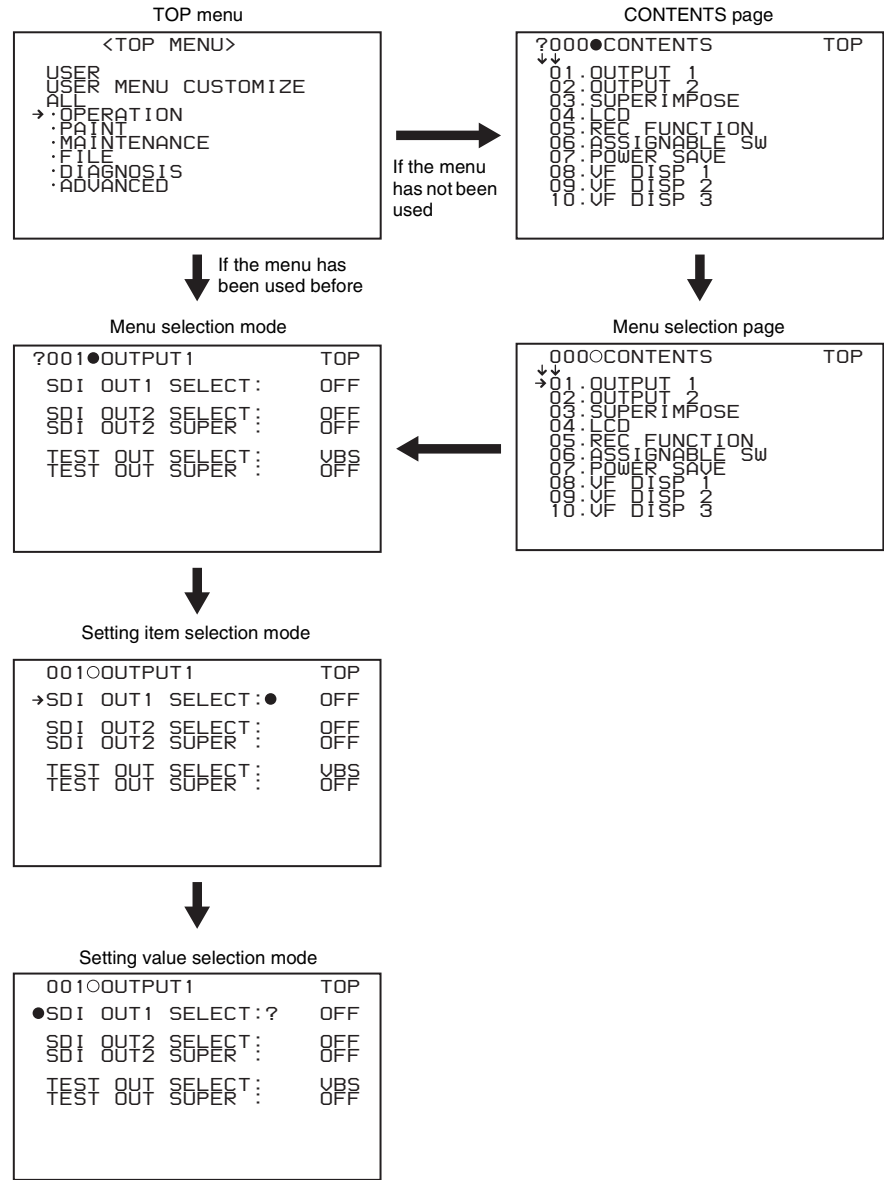 TOP menu
<TOP MENU>
USER
USER MENU CUSTOMIZE
ALL
→·OPERATION
·PAINT
·MAINTENANCE
·FILE
·DIAGNOSIS
·ADVANCED
If the menu
has not been
used
CONTENTS page
?000●CONTENTS TOP
↓↓
01.OUTPUT 1
02.OUTPUT 2
03.SUPERIMPOSE
04.LCD
05.REC FUNCTION
06.ASSIGNABLE SW
07.POWER SAVE
08.VF DISP 1
09.VF DISP 2
10.VF DISP 3
If the menu has
been used before
Menu selection mode
?001●OUTPUT1 TOP
SDI OUT1 SELECT: OFF
SDI OUT2 SELECT: OFF
SDI OUT2 SUPER : OFF
TEST OUT SELECT: VBS
TEST OUT SUPER : OFF
Menu selection page
000○CONTENTS TOP
↓↓
→01.OUTPUT 1
02.OUTPUT 2
03.SUPERIMPOSE
04.LCD
05.REC FUNCTION
06.ASSIGNABLE SW
07.POWER SAVE
08.VF DISP 1
09.VF DISP 2
10.VF DISP 3
Setting item selection mode
001○OUTPUT1 TOP
→SDI OUT1 SELECT:● OFF
SDI OUT2 SELECT: OFF
SDI OUT2 SUPER : OFF
TEST OUT SELECT: VBS
TEST OUT SUPER : OFF
Setting value selection mode
001○OUTPUT1 TOP
●SDI OUT1 SELECT:? OFF
SDI OUT2 SELECT: OFF
SDI OUT2 SUPER : OFF
TEST OUT SELECT: VBS
TEST OUT SUPER : OFF